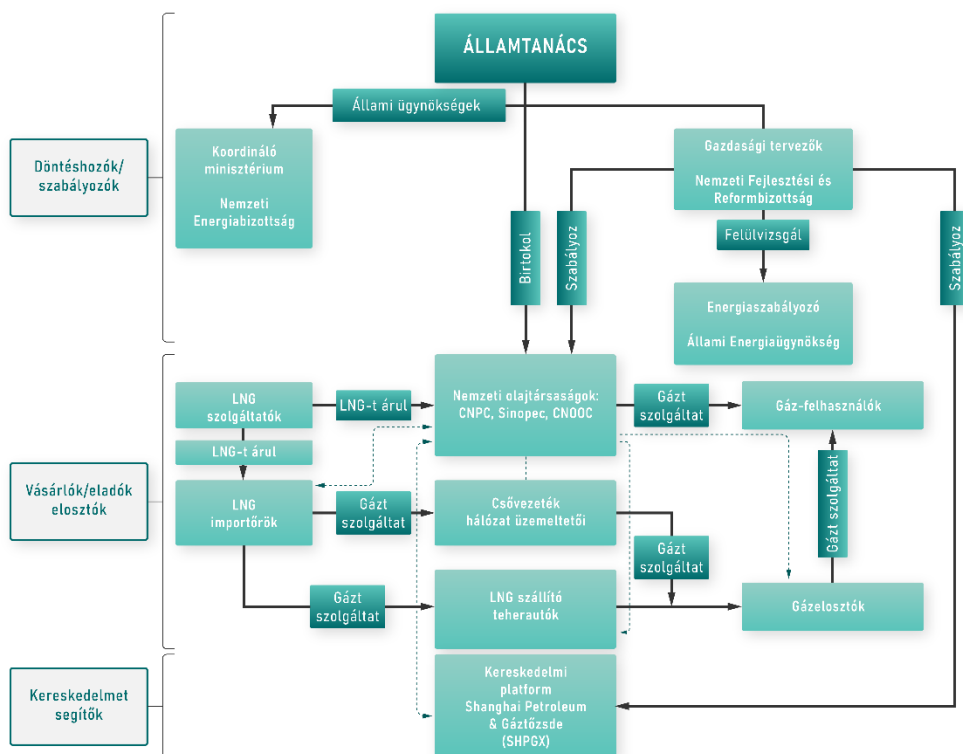 ÁLLAMTANÁCS
Állami ügynökségek
Döntéshozók/
szabályozók
Koordináló
minisztérium
Nemzeti
Energiabizottság
Gazdasági tervezők
Nemzeti Fejlesztési és
Reformbizottság
Birtokol
Szabályoz
Felülvizsgál
Szabályoz
Energiaszabályozó
Állami Energiaügynökség
Vásárlók/eladók
elosztók
LNG
szolgáltatók
LNG-t árul
Nemzeti olajtársaságok:
CNPC, Sinopec, CNOOC
Gázt
szolgáltat
Gáz-felhasználók
LNG-t árul
LNG
importőrök
Gázt
szolgáltat
Csővezeték
hálózat üzemeltetői
Gázt
szolgáltat
Gázt szolgáltat
Gázt
szolgáltat
LNG szállító
teherautók
Gázelosztók
Kereskedelmet
segítők
Kereskedelmi
platform
Shanghai Petroleum
& Gáztőzsde
(SHPGX)